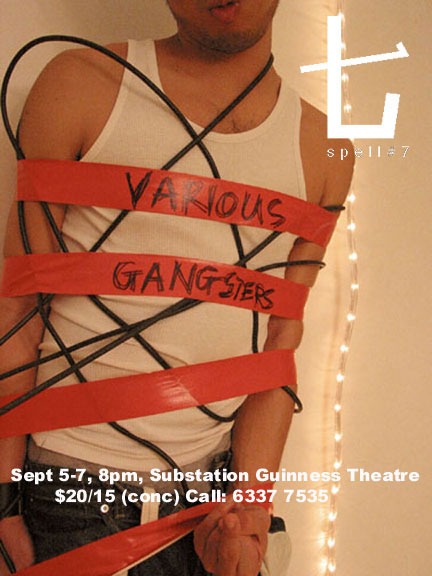 七
spell#7
VARIOUS
GANGSTERS
Sept 5-7, 8pm, Substation Guinness Theatre
$20/15 (conc) Call: 6337 7535